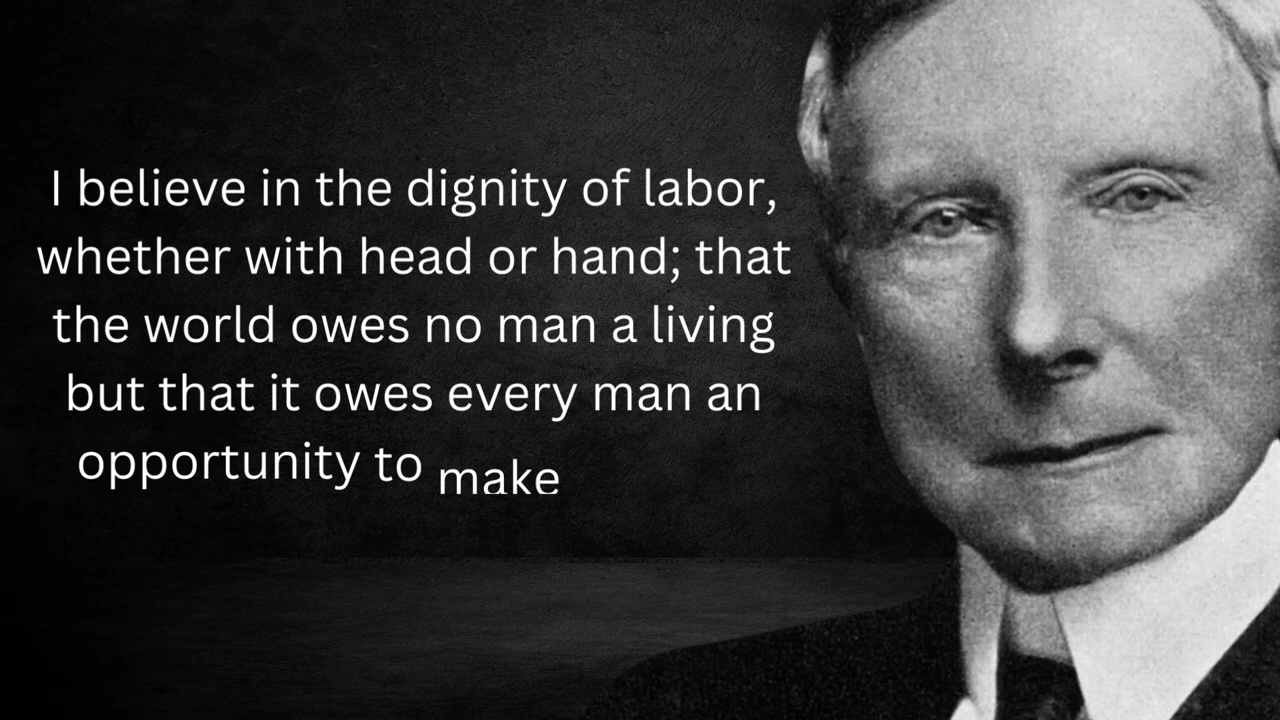 I believe in the dignity of labor,
whether with head or hand; that
the world owes no man a living
but that it owes every man an
opportunity to make